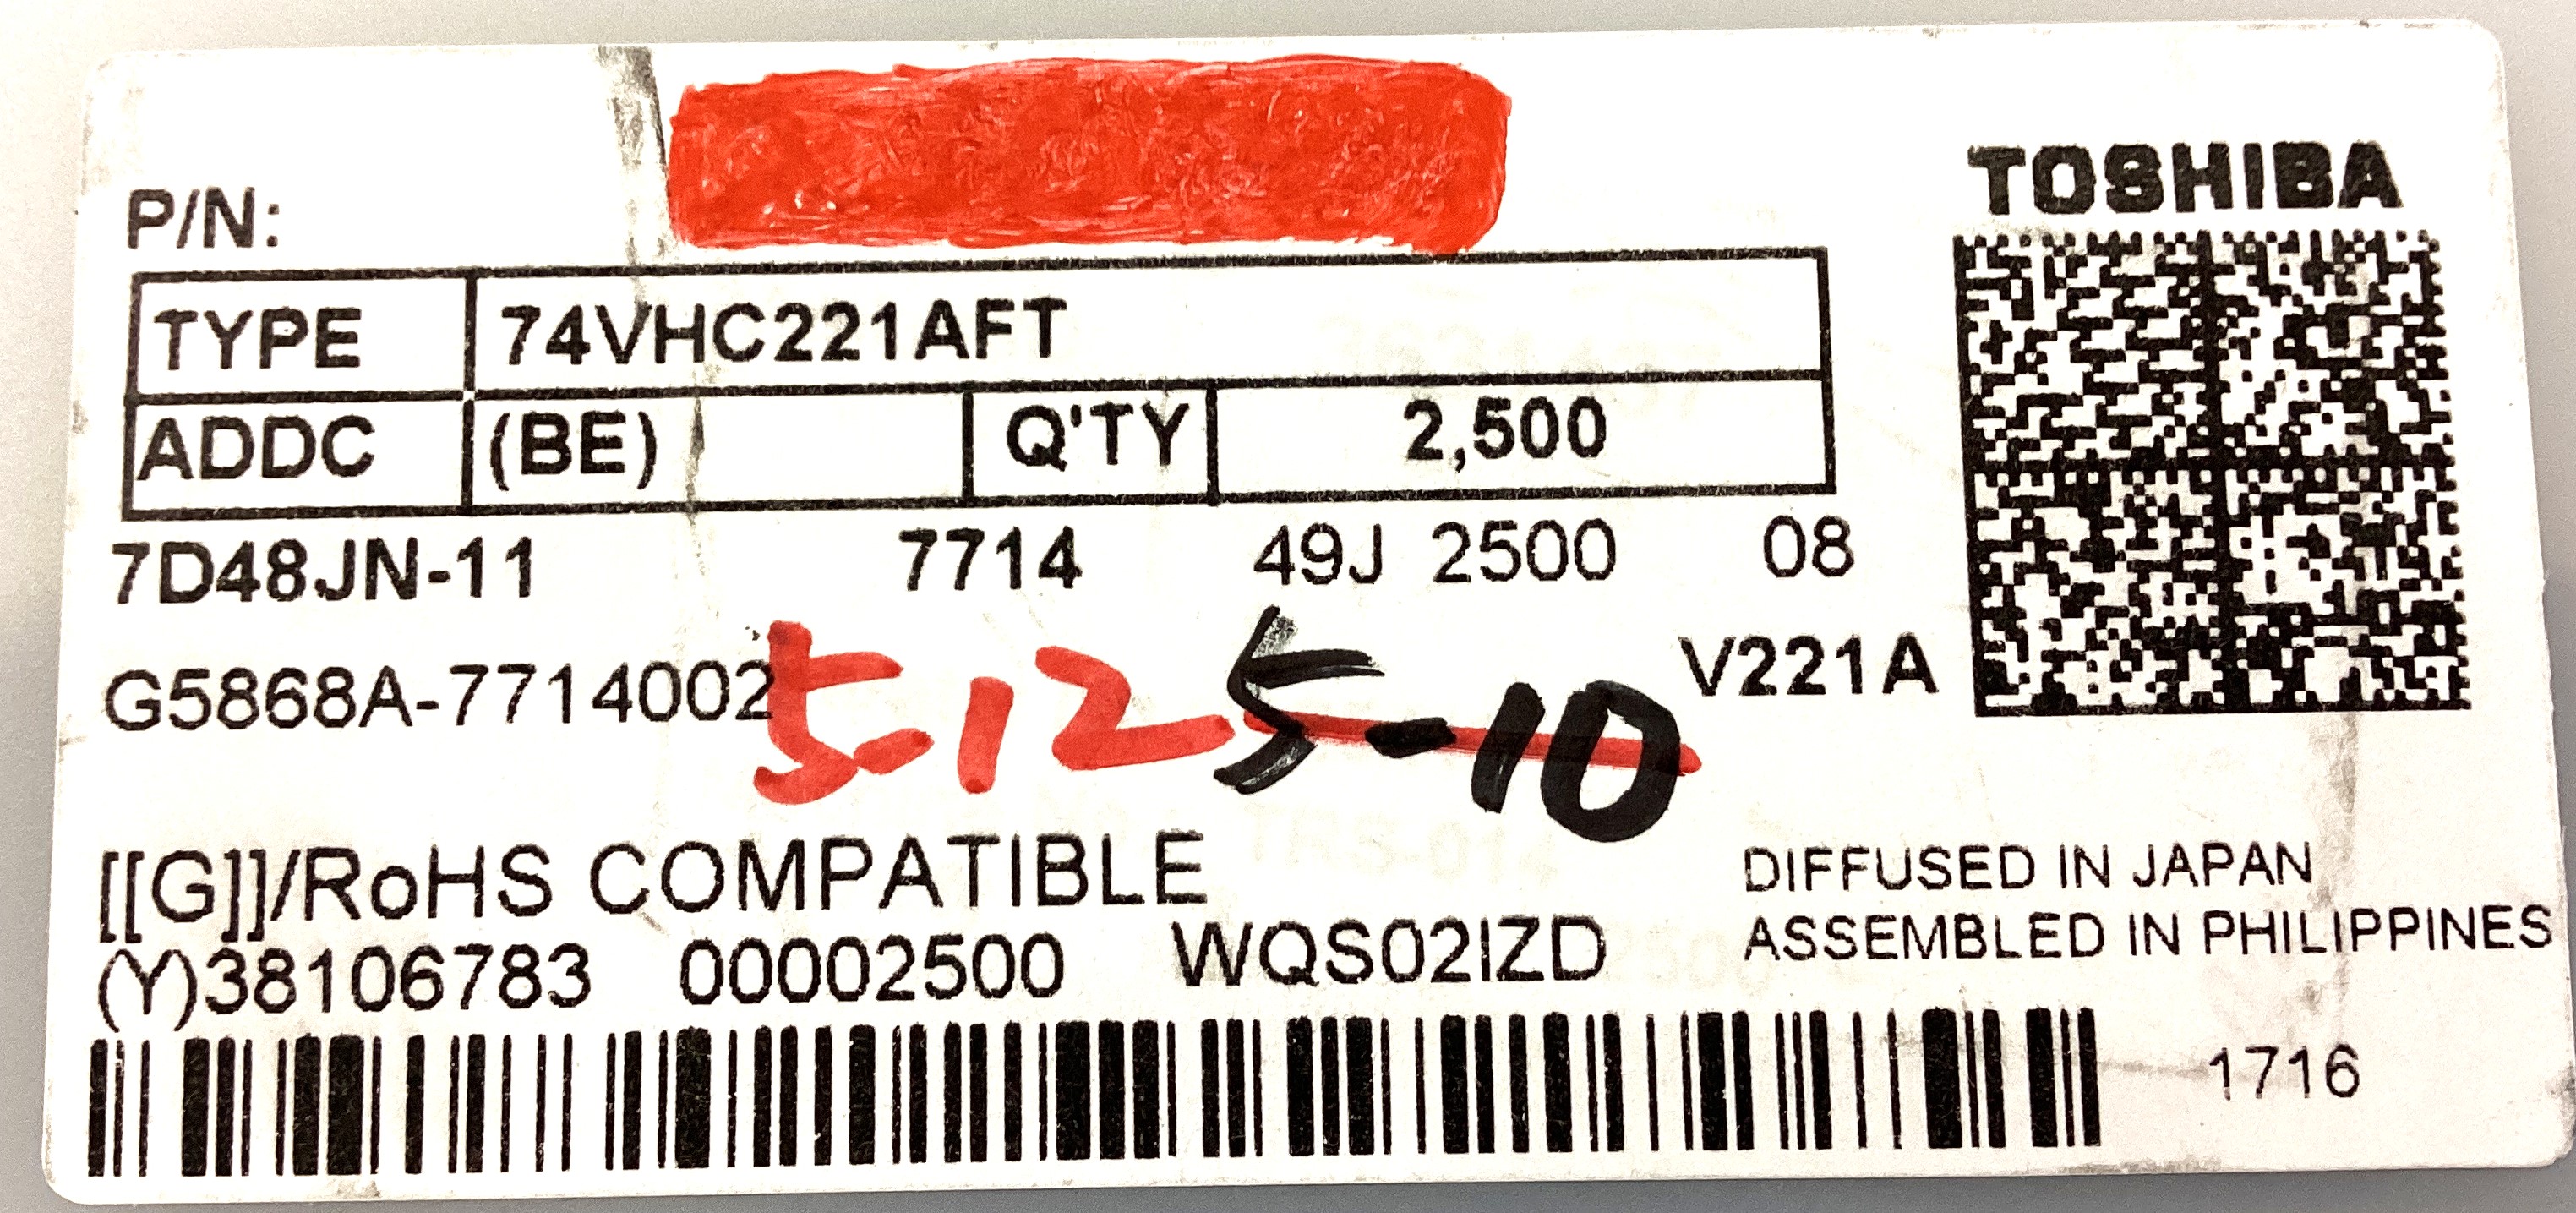 TOSHIBA
P/N:
TYPE 74VHC221AFT
ADDC (BE) Q'TY 2,500
7D48JN-11 7714 49J 2500 08
G5868A-7714002 V221A
5-12 5-10
[[G]]/RoHS COMPATIBLE
DIFFUSED IN JAPAN
ASSEMBLED IN PHILIPPINES
(Y)38106783 00002500 WQS02IZD
1716